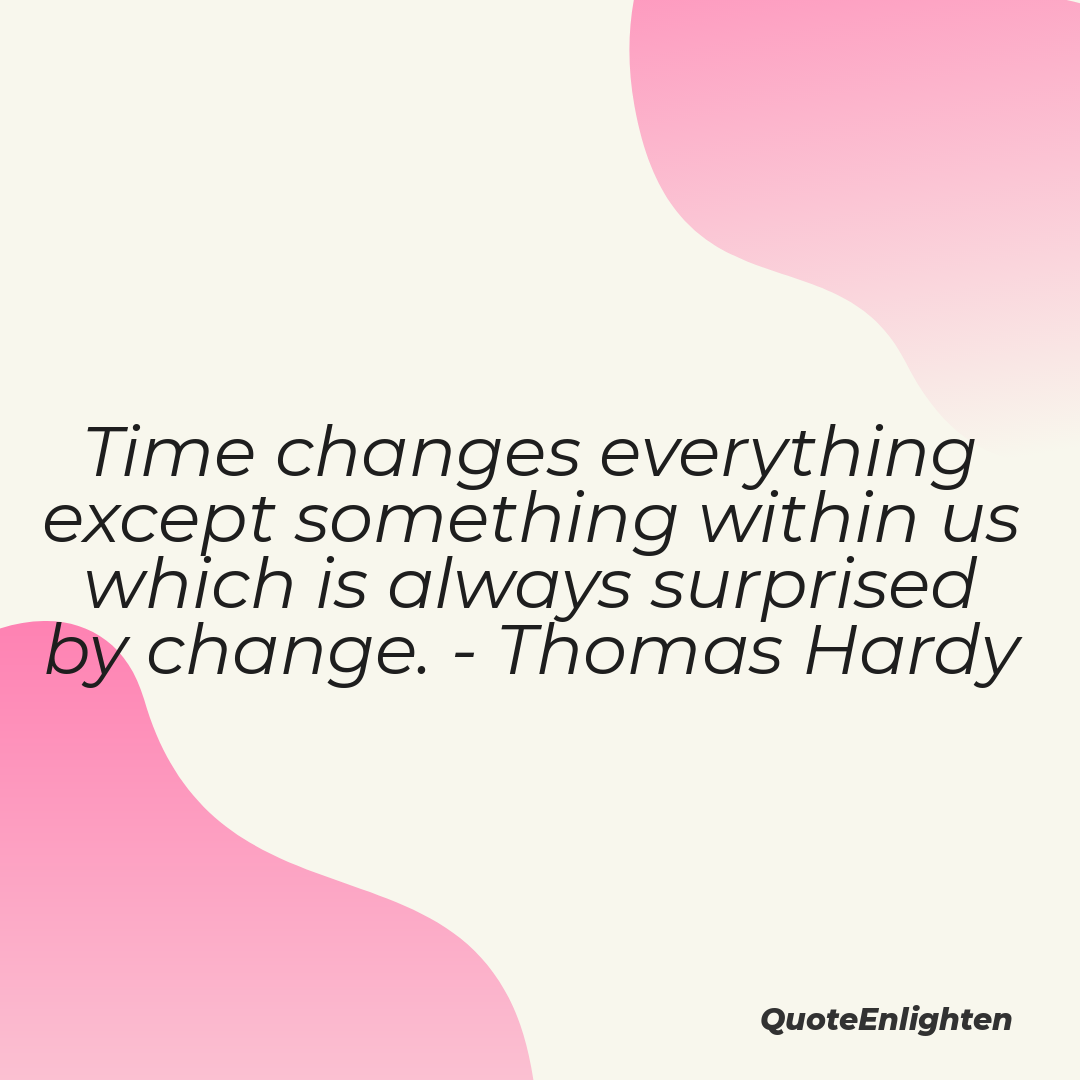 Time changes everything
except something within us
which is always surprised
by change. - Thomas Hardy
QuoteEnlighten